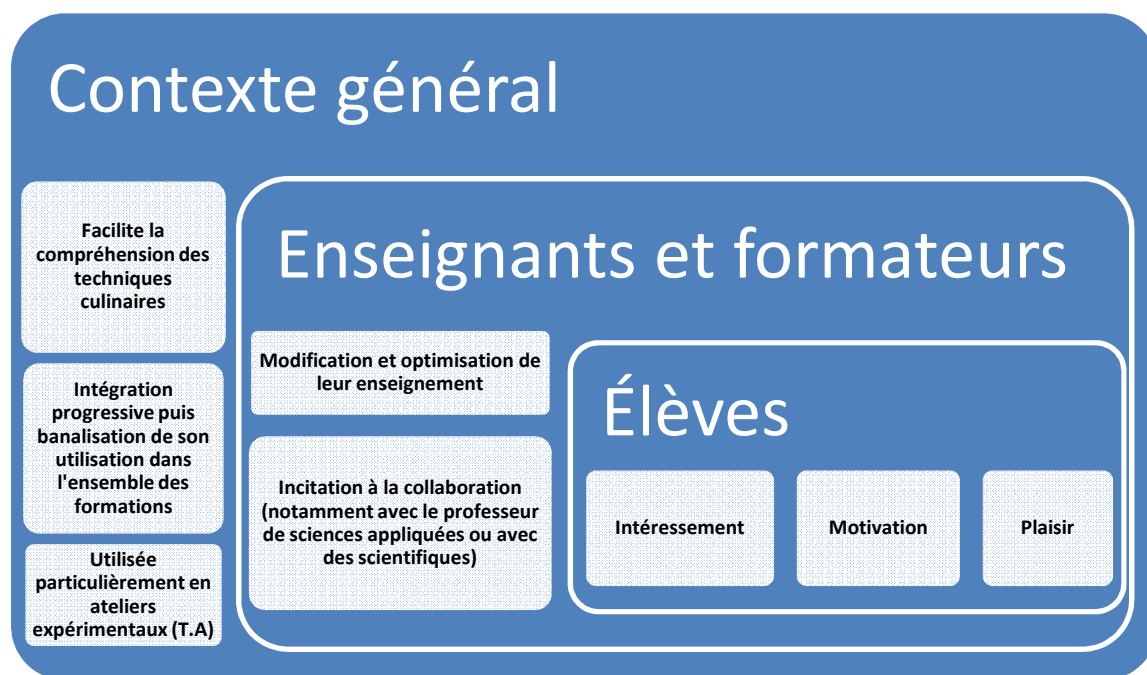 Contexte général
Facilite la
compréhension des
techniques
culinaires
Intégration
progressive puis
banalisation de son
utilisation dans
l'ensemble des
formations
Utilisée
particulièrement en
ateliers
expérimentaux (T.A)
Enseignants et formateurs
Modification et optimisation de
leur enseignement
Incitation à la collaboration
(notamment avec le professeur
de sciences appliquées ou avec
des scientifiques)
Élèves
Intéressement
Motivation
Plaisir